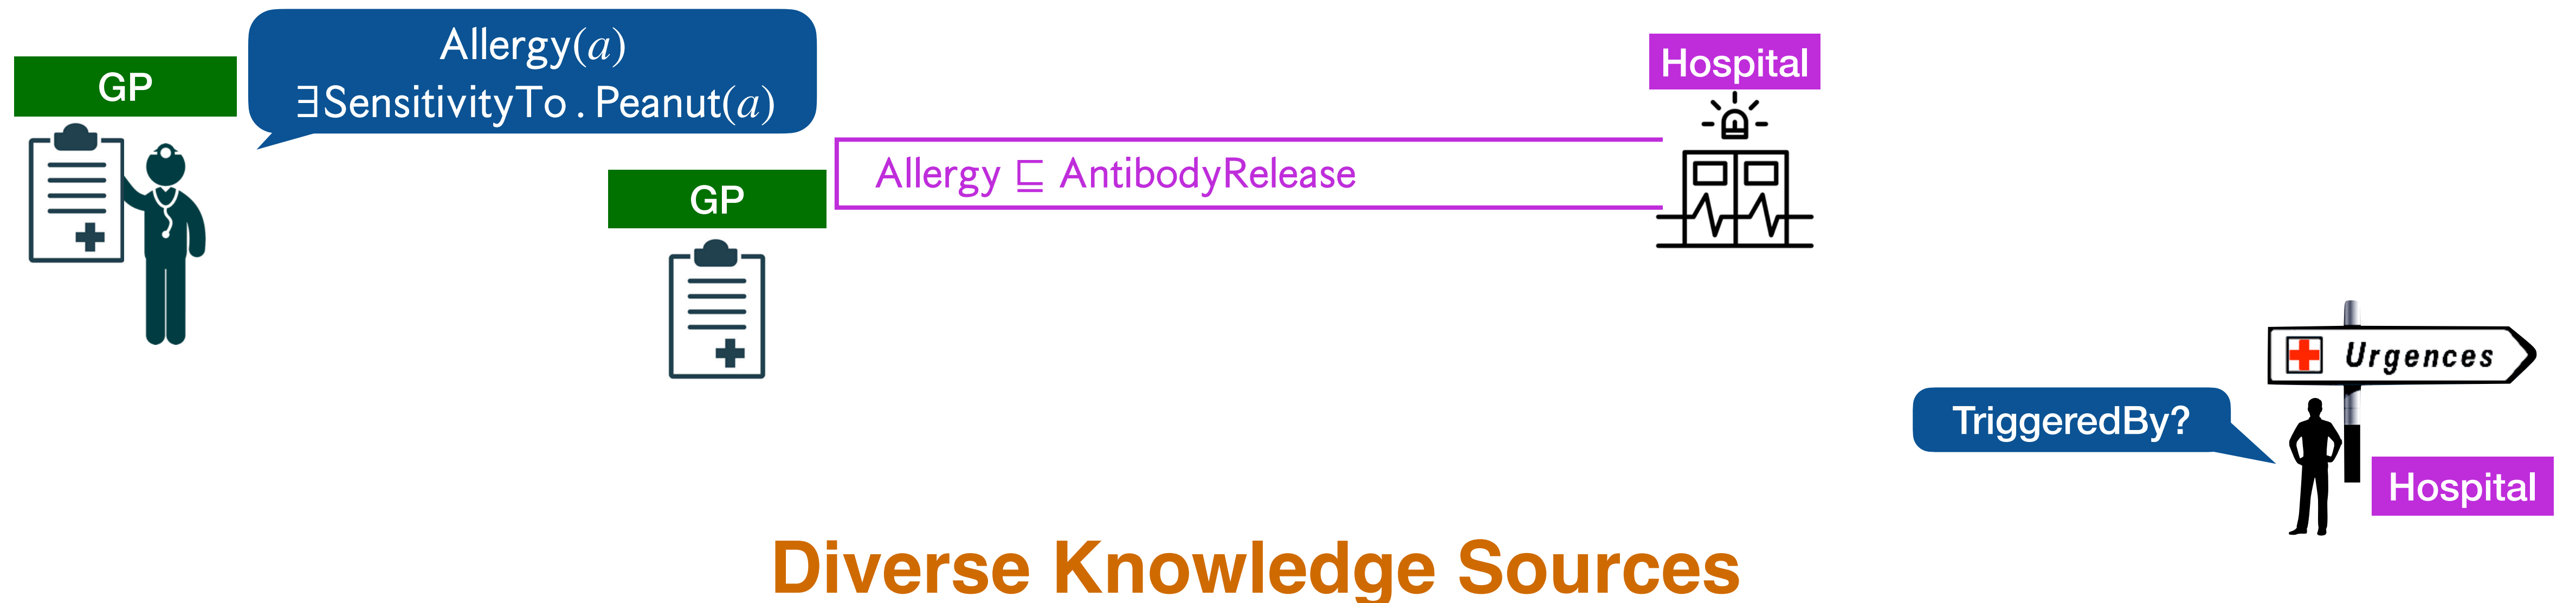 GP
Allergy(a)
∃SensitivityTo . Peanut(a)
Hospital
GP
Allergy ⊑ AntibodyRelease
Urgences
TriggeredBy?
Hospital
Diverse Knowledge Sources